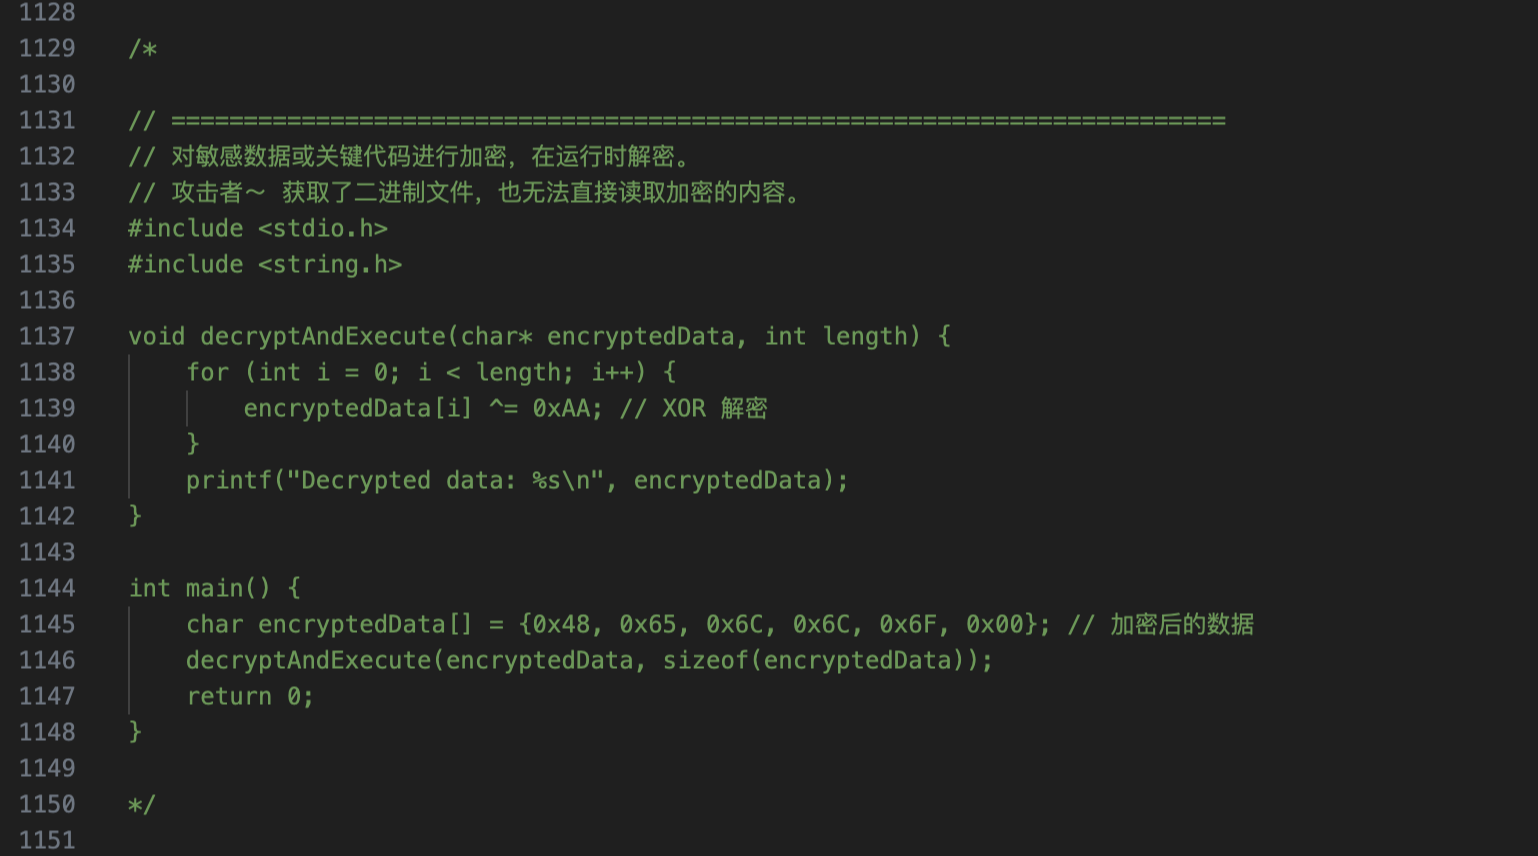 1128
1129 /*
1130
1131 // =========================================================================
1132 // 对敏感数据或关键代码进行加密，在运行时解密。
1133 // 攻击者～ 获取了二进制文件，也无法直接读取加密的内容。
1134 #include <stdio.h>
1135 #include <string.h>
1136
1137 void decryptAndExecute(char* encryptedData, int length) {
1138     for (int i = 0; i < length; i++) {
1139         encryptedData[i] ^= 0xAA; // XOR 解密
1140     }
1141     printf("Decrypted data: %s\n", encryptedData);
1142 }
1143
1144 int main() {
1145     char encryptedData[] = {0x48, 0x65, 0x6C, 0x6C, 0x6F, 0x00}; // 加密后的数据
1146     decryptAndExecute(encryptedData, sizeof(encryptedData));
1147     return 0;
1148 }
1149
1150 */
1151